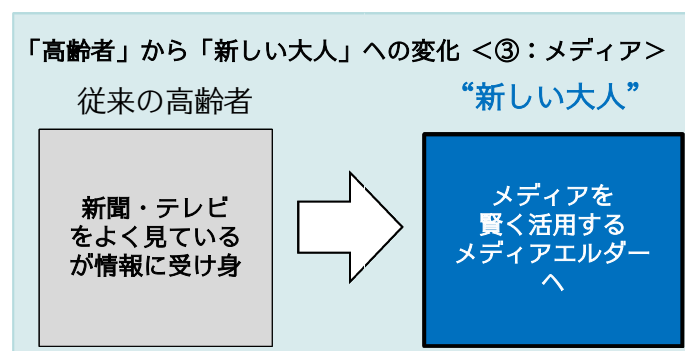 「高齢者」から「新しい大人」への変化 ＜③：メディア＞
従来の高齢者
“新しい大人”
新聞・テレビ
をよく見ている
が情報に受け身
メディアを
賢く活用する
メディアエルダー
へ